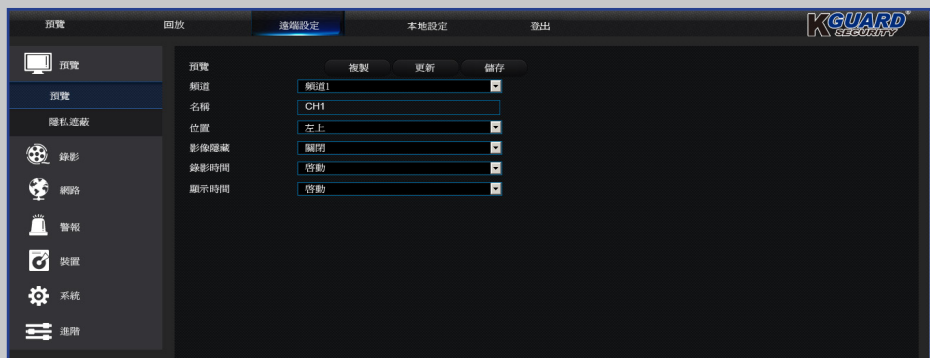 預覽 回放 遠端設定 本地設定 登出 KGUARD SECURITY
預覽
預覽
隱私遮蔽
錄影
網路
警報
裝置
系統
進階
預覽 複製 更新 儲存
頻道 頻道1
名稱 CH1
位置 左上
影像隱藏 關閉
錄影時間 啓動
顯示時間 啓動